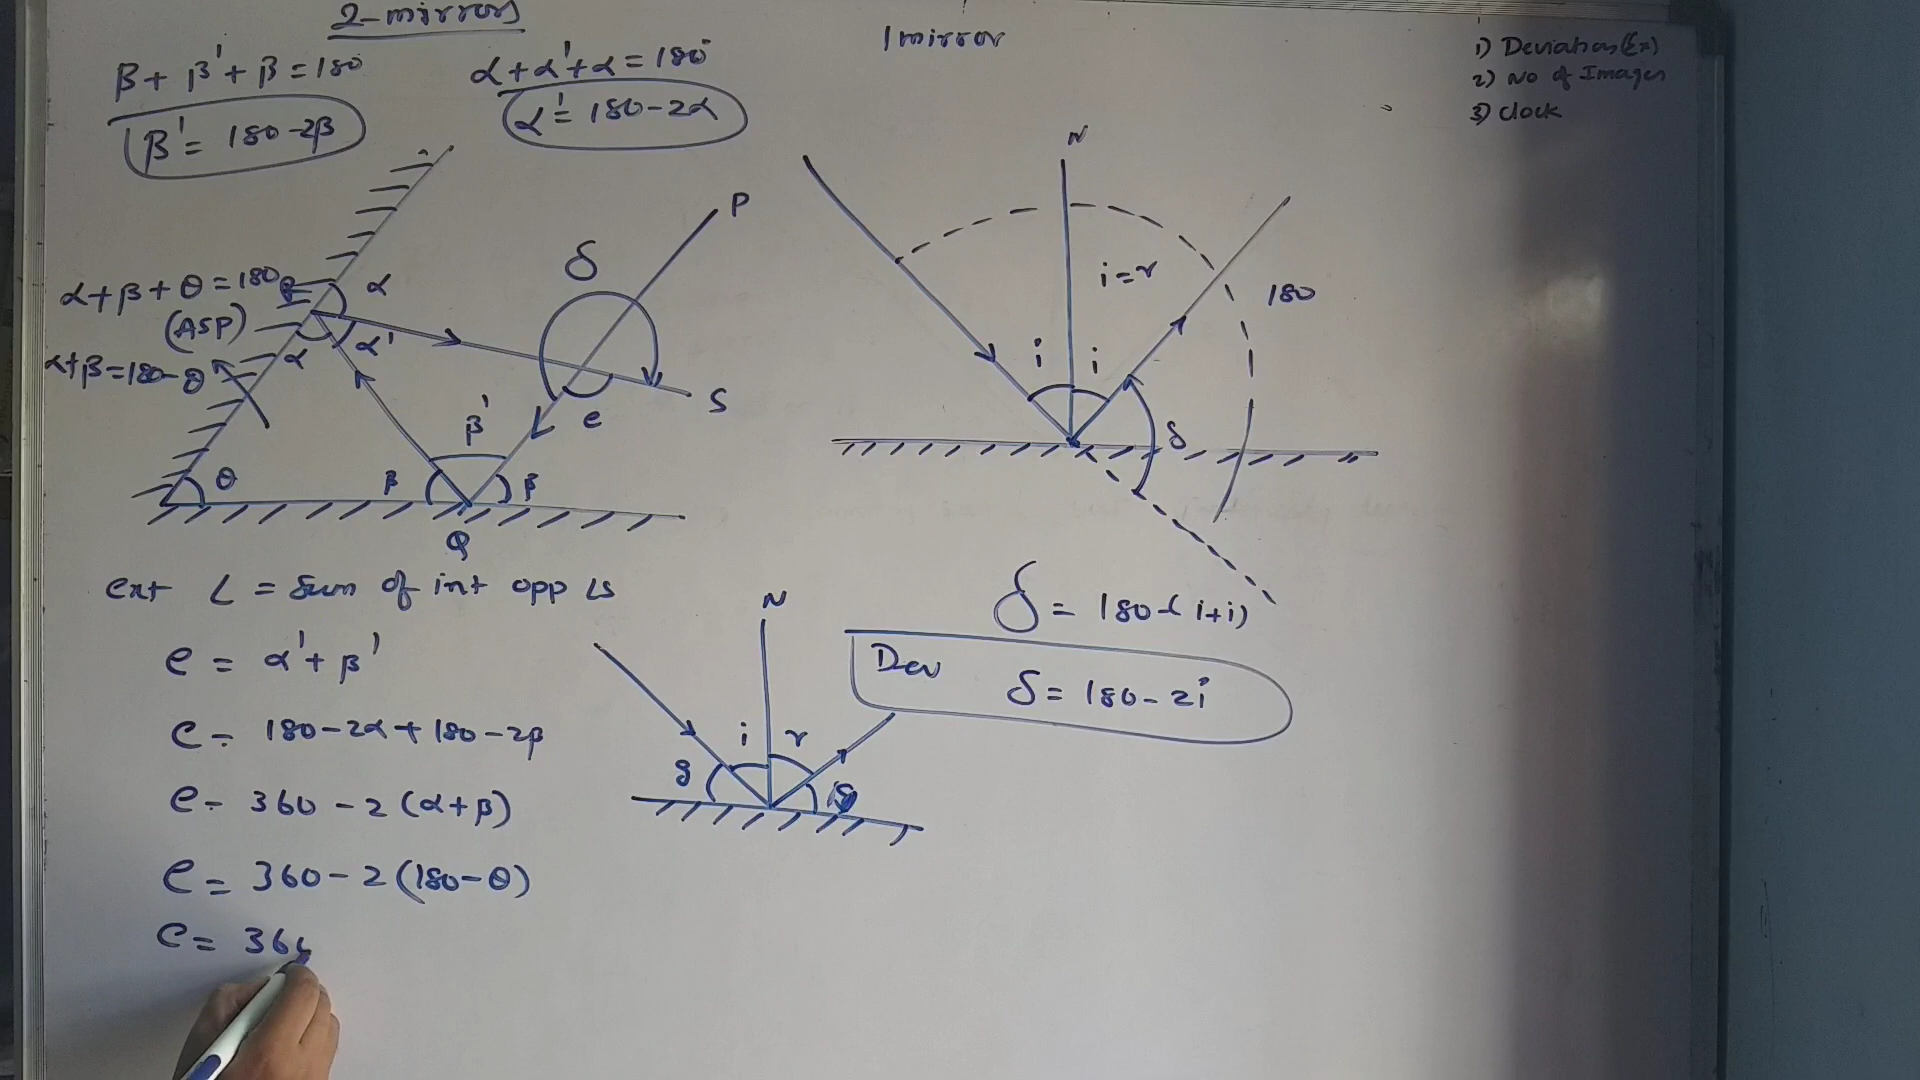 2-mirrors
β + β' + β = 180
β' = 180-2β
α+α'+α = 180°
α' = 180-2α
1 mirror
1) Deviation (Ex)
2) No of Images
3) clock
α+β+θ=180
(ASP)
α+β=180-θ
α
α'
α
θ
β
β'
β
Q
δ
P
S
e
N
i=r
180
i
i
δ
ext ∠ = Sum of int opp ∠s
e = α'+β'
e = 180-2α+180-2β
e = 360-2(α+β)
e = 360-2(180-θ)
e = 36
N
i
r
g
δ = 180-(i+i)
Dev δ = 180-2i